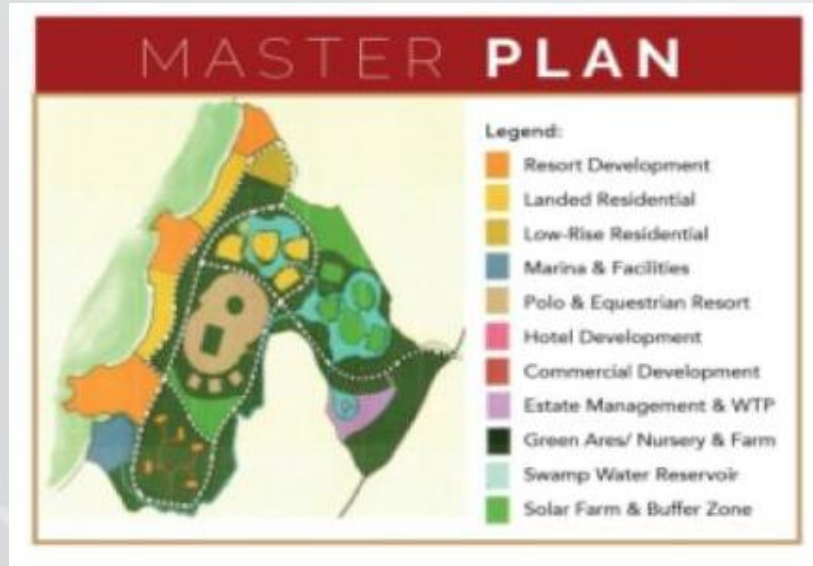 MASTER PLAN
Legend:
Resort Development
Landed Residential
Low-Rise Residential
Marina & Facilities
Polo & Equestrian Resort
Hotel Development
Commercial Development
Estate Management & WTP
Green Ares/ Nursery & Farm
Swamp Water Reservoir
Solar Farm & Buffer Zone